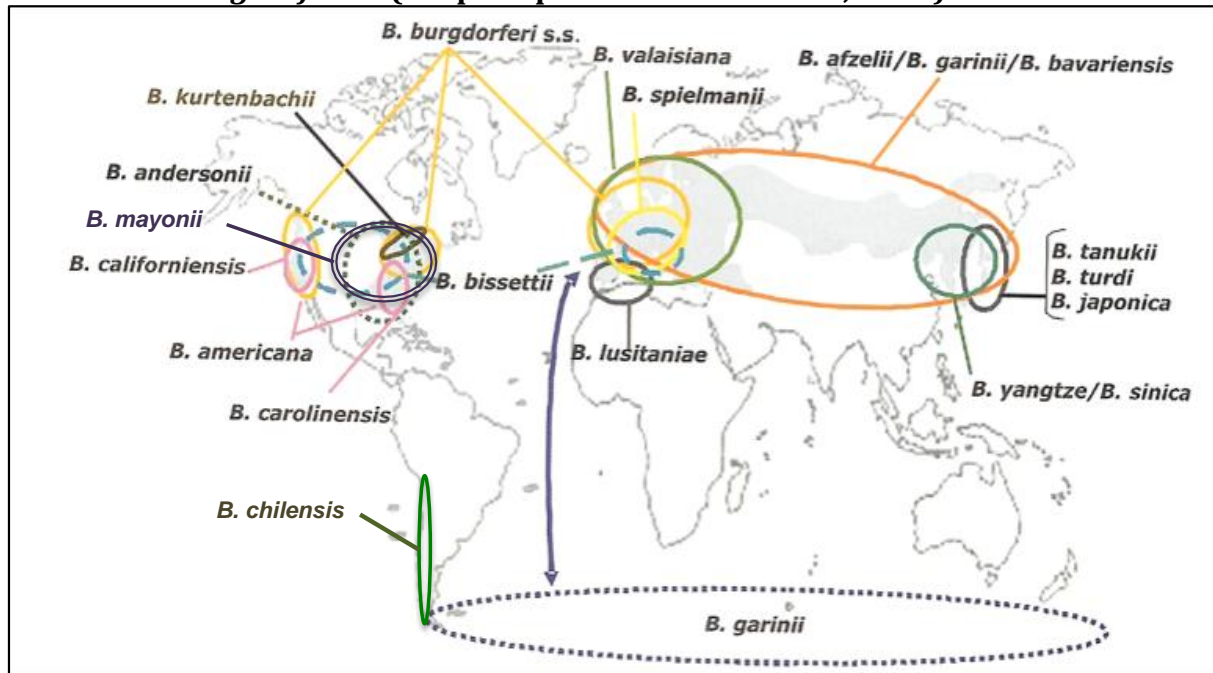 B. burgdorferi s.s.
B. valaisiana
B. afzelii/B. garinii/B. bavariensis
B. kurtenbachii
B. spielmanii
B. andersonii
B. mayonii
B. californiensis
B. bissettii
B. tanukii
B. turdi
B. japonica
B. americana
B. lusitaniae
B. yangtze/B. sinica
B. carolinensis
B. chilensis
B. garinii